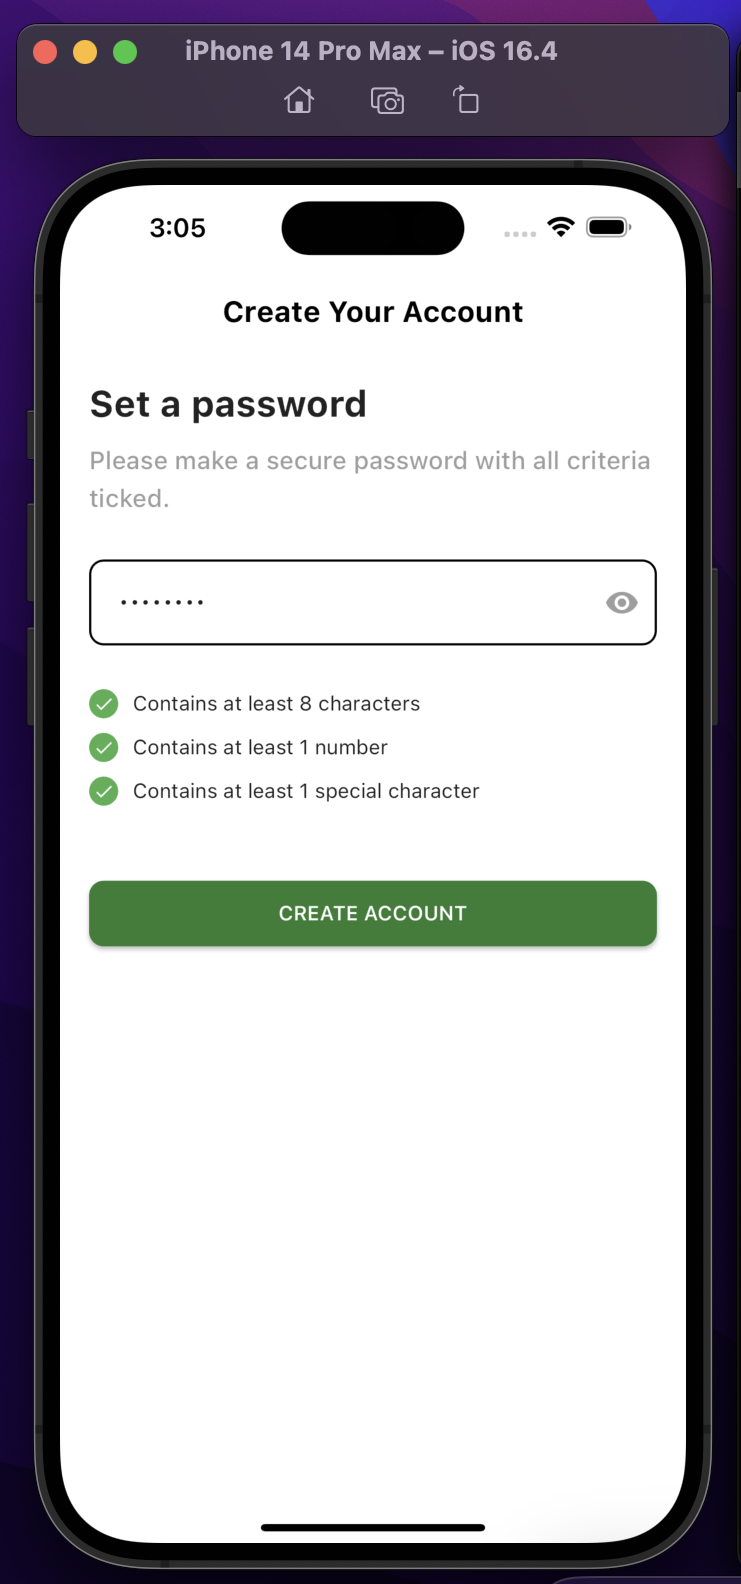 iPhone 14 Pro Max – iOS 16.4
3:05
Create Your Account
Set a password
Please make a secure password with all criteria
ticked.
••••••••
Contains at least 8 characters
Contains at least 1 number
Contains at least 1 special character
CREATE ACCOUNT